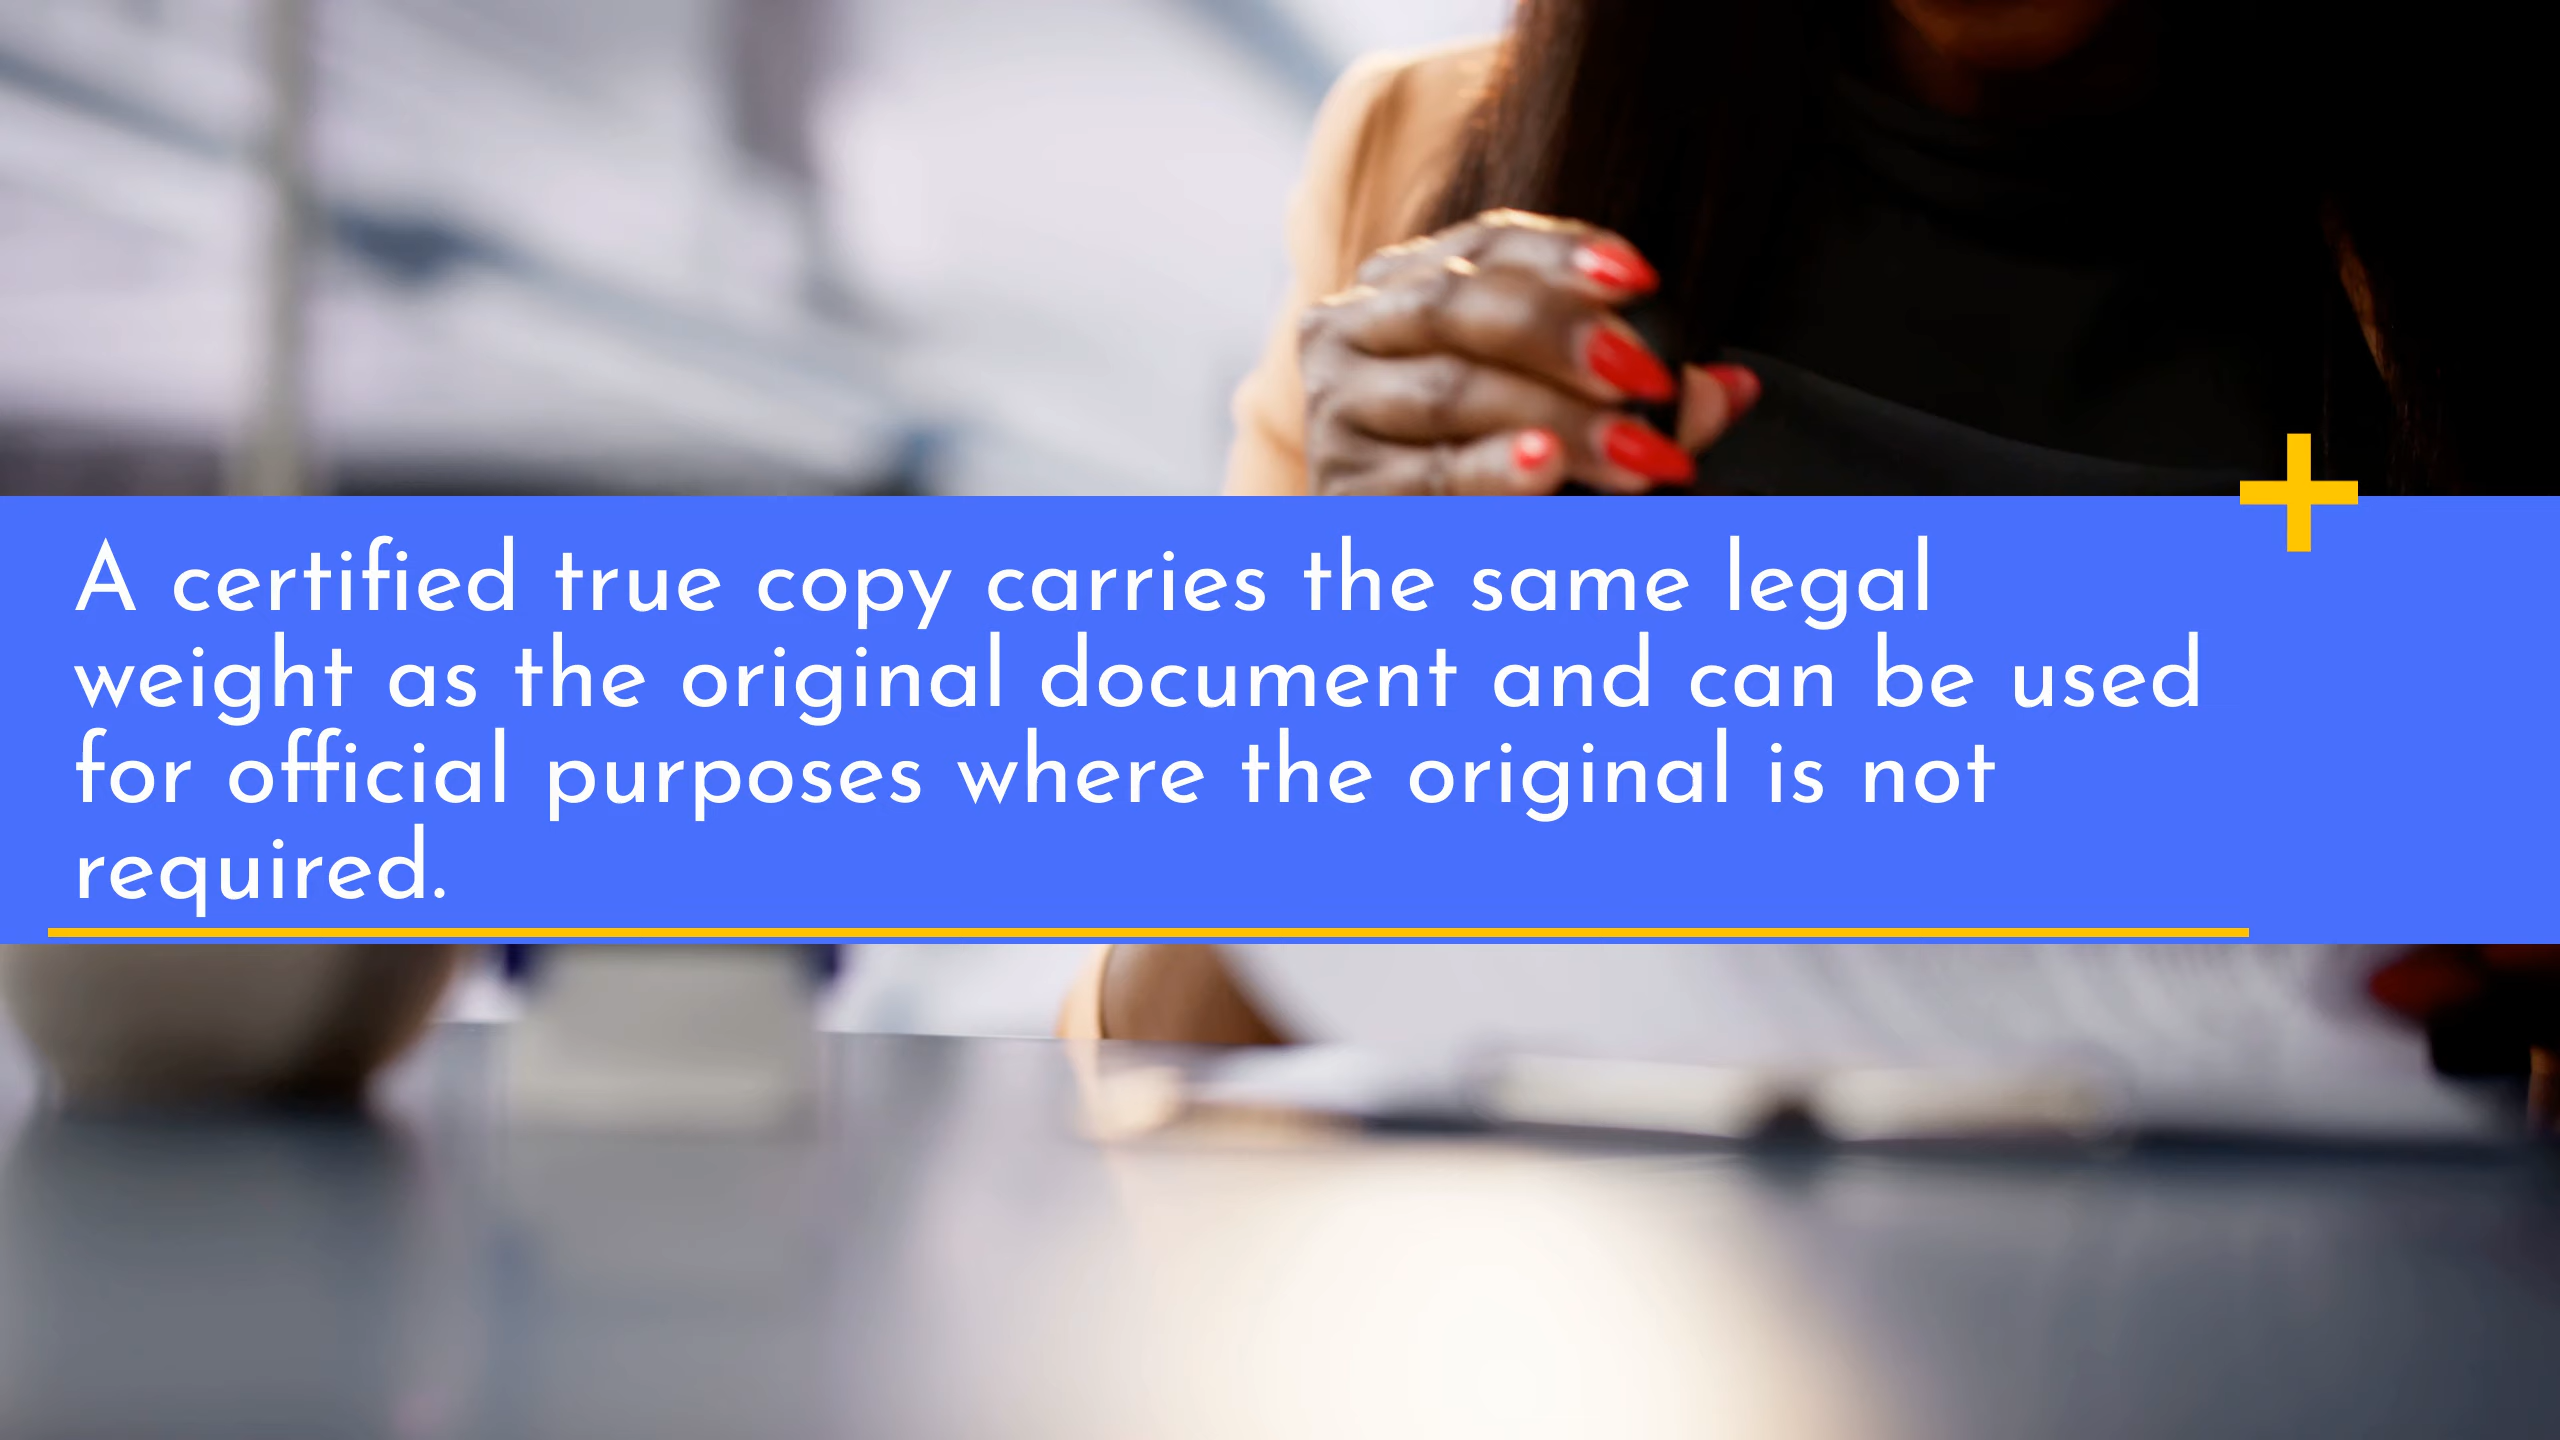 A certified true copy carries the same legal
weight as the original document and can be used
for official purposes where the original is not
required.